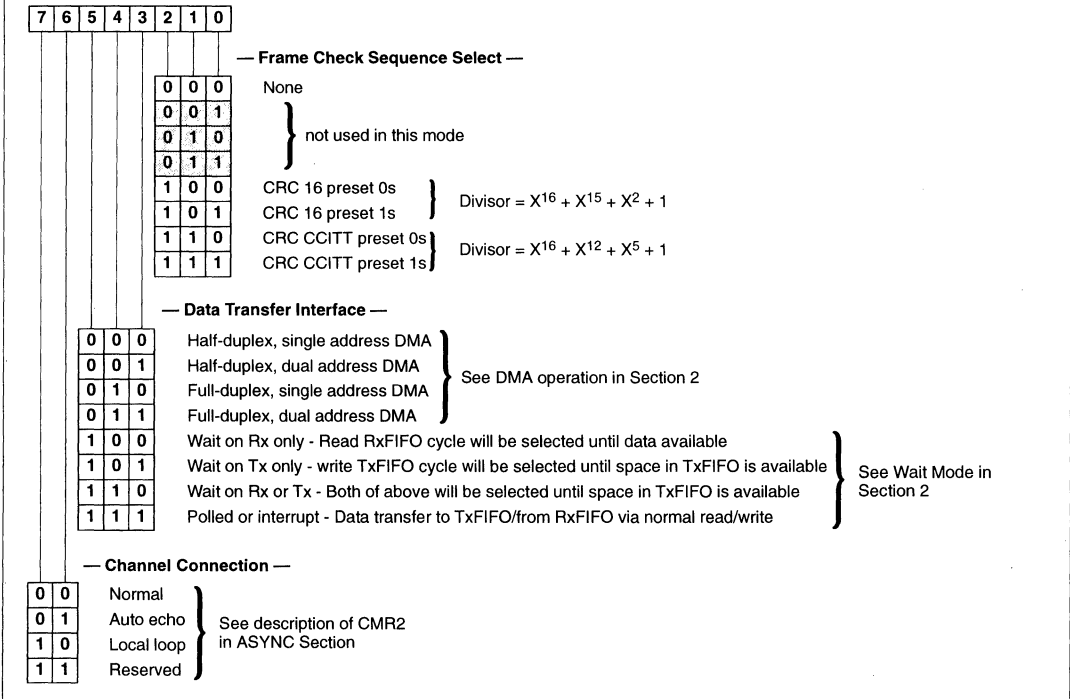 7 6 5 4 3 2 1 0
— Frame Check Sequence Select —
0 0 0 None
0 0 1
0 1 0 not used in this mode
0 1 1
1 0 0 CRC 16 preset 0s
1 0 1 CRC 16 preset 1s
Divisor = X¹⁶ + X¹⁵ + X² + 1
1 1 0 CRC CCITT preset 0s
1 1 1 CRC CCITT preset 1s
Divisor = X¹⁶ + X¹² + X⁵ + 1
— Data Transfer Interface —
0 0 0 Half-duplex, single address DMA
0 0 1 Half-duplex, dual address DMA
0 1 0 Full-duplex, single address DMA
0 1 1 Full-duplex, dual address DMA
See DMA operation in Section 2
1 0 0 Wait on Rx only - Read RxFIFO cycle will be selected until data available
1 0 1 Wait on Tx only - write TxFIFO cycle will be selected until space in TxFIFO is available
1 1 0 Wait on Rx or Tx - Both of above will be selected until space in TxFIFO is available
1 1 1 Polled or interrupt - Data transfer to TxFIFO/from RxFIFO via normal read/write
See Wait Mode in
Section 2
— Channel Connection —
0 0 Normal
0 1 Auto echo
1 0 Local loop
1 1 Reserved
See description of CMR2
in ASYNC Section